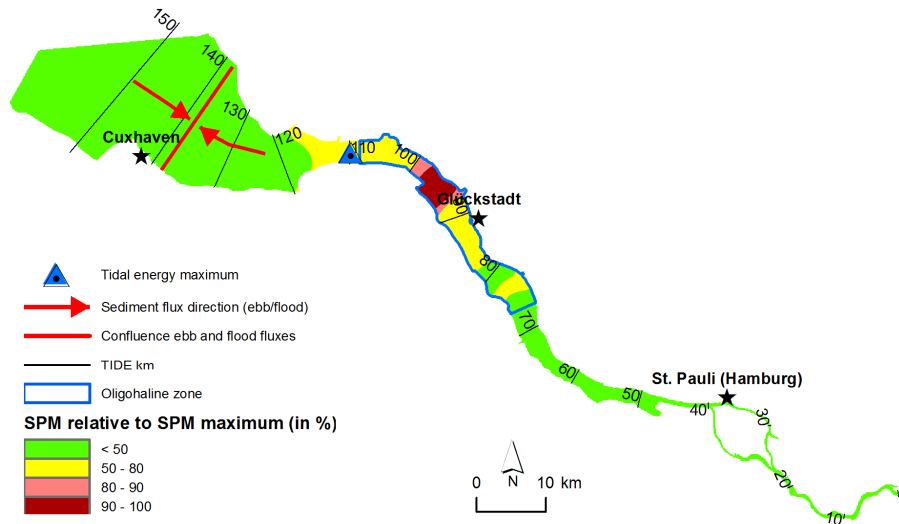 150
140
130
Cuxhaven
120
110
100
Glückstadt
90
80
70
60
50
St. Pauli (Hamburg)
40
30
20
10
Tidal energy maximum
Sediment flux direction (ebb/flood)
Confluence ebb and flood fluxes
TIDE km
Oligohaline zone
SPM relative to SPM maximum (in %)
< 50
50 - 80
80 - 90
90 - 100
N
0 10 km